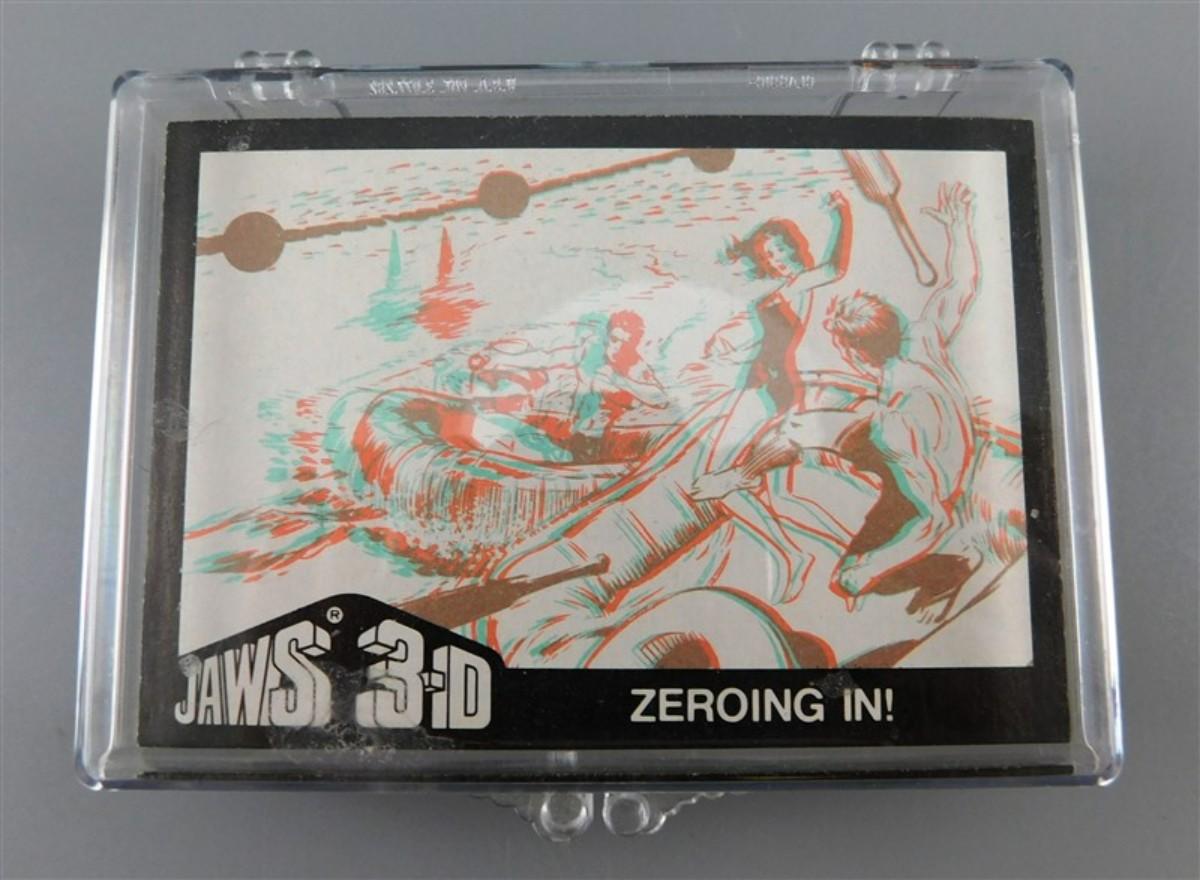 JAWS® 3-D
ZEROING IN!